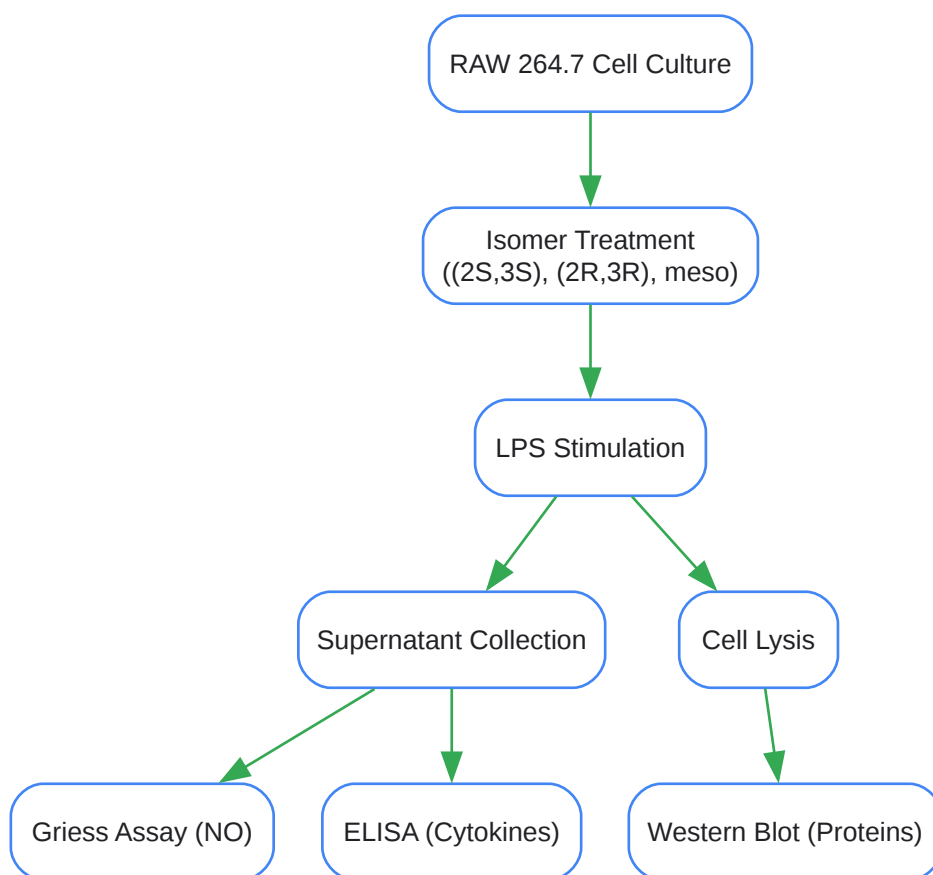 RAW 264.7 Cell Culture
Isomer Treatment
((2S,3S), (2R,3R), meso)
LPS Stimulation
Supernatant Collection
Cell Lysis
Griess Assay (NO)
ELISA (Cytokines)
Western Blot (Proteins)